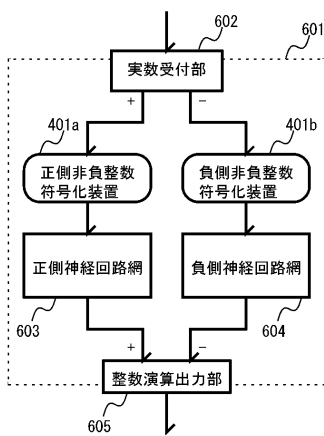 602
601
実数受付部
+
−
401a
401b
正側非負整数
符号化装置
負側非負整数
符号化装置
正側神経回路網
負側神経回路網
603
604
+
−
整数演算出力部
605